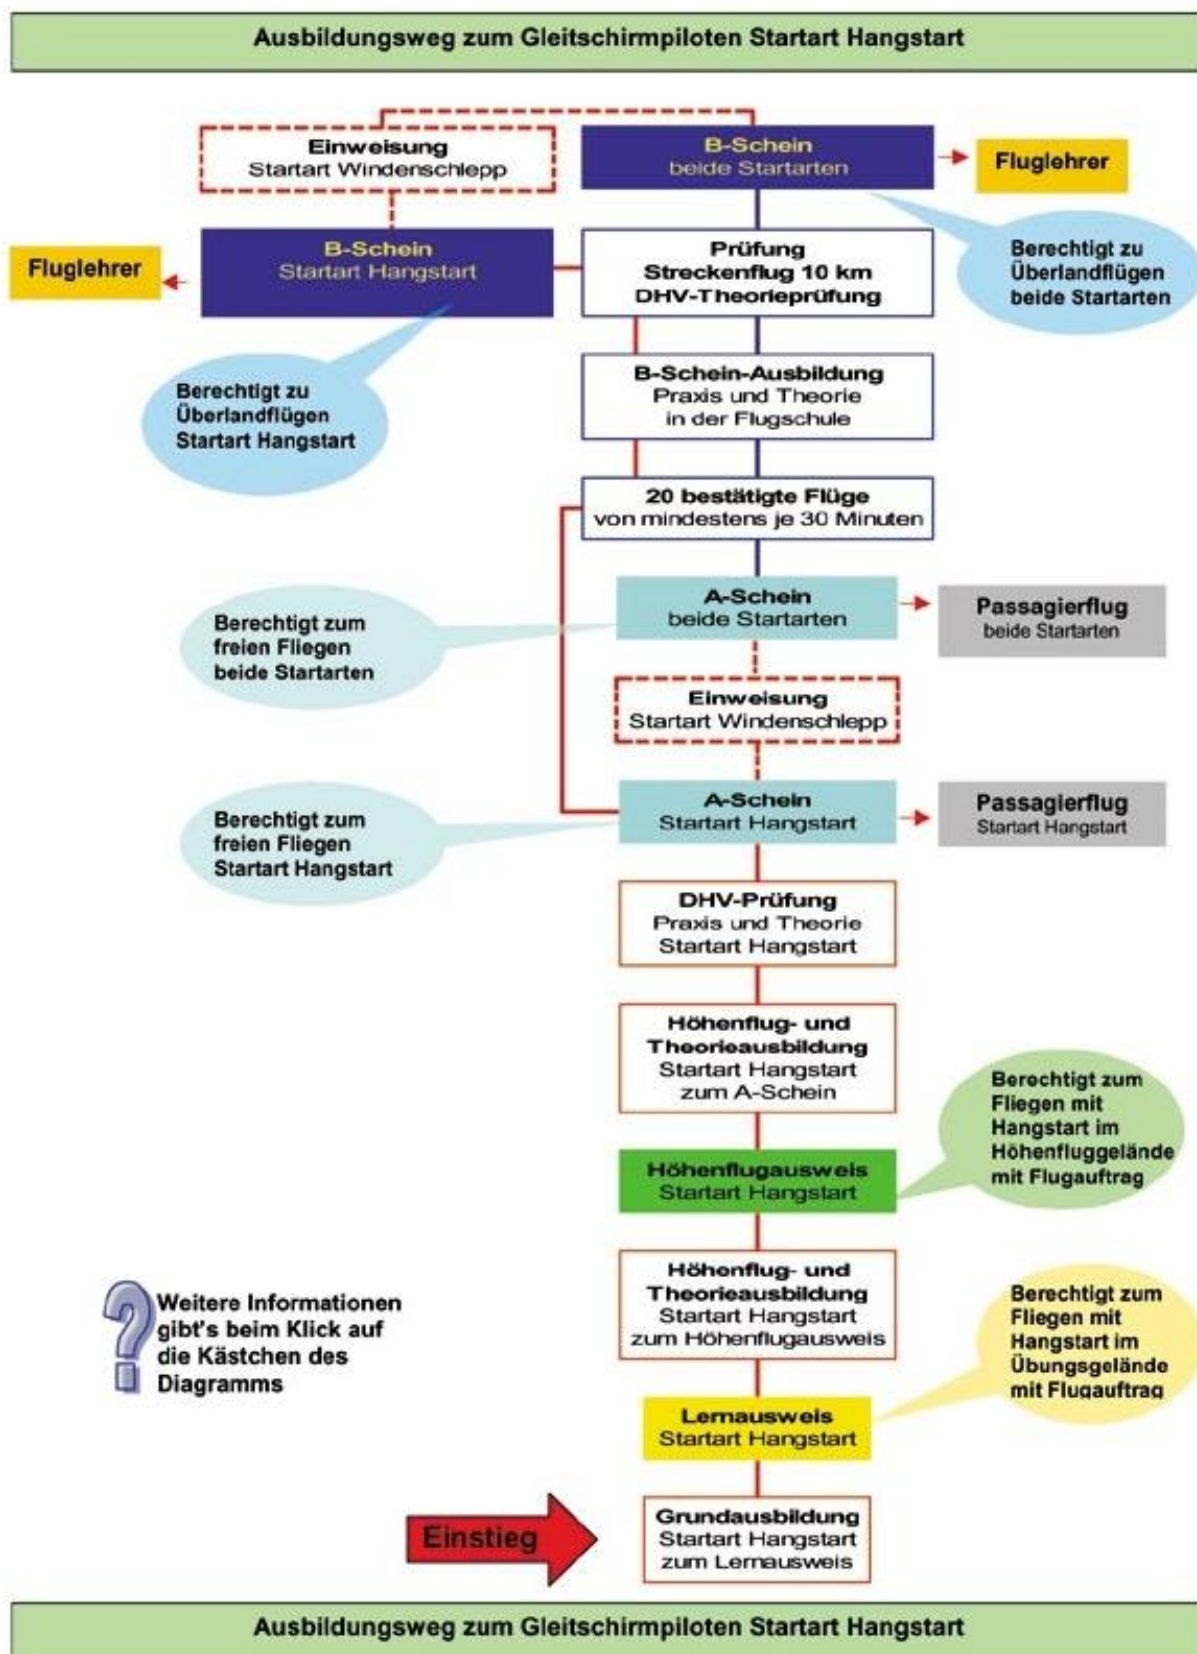 Ausbildungsweg zum Gleitschirmpiloten Startart Hangstart
Einweisung
Startart Windenschlepp
B-Schein
beide Startarten
Fluglehrer
Fluglehrer
B-Schein
Startart Hangstart
Prüfung
Streckenflug 10 km
DHV-Theorieprüfung
Berechtigt zu
Überlandflügen
beide Startarten
Berechtigt zu
Überlandflügen
Startart Hangstart
B-Schein-Ausbildung
Praxis und Theorie
in der Flugschule
20 bestätigte Flüge
von mindestens je 30 Minuten
Berechtigt zum
freien Fliegen
beide Startarten
A-Schein
beide Startarten
Passagierflug
beide Startarten
Einweisung
Startart Windenschlepp
Berechtigt zum
freien Fliegen
Startart Hangstart
A-Schein
Startart Hangstart
Passagierflug
Startart Hangstart
DHV-Prüfung
Praxis und Theorie
Startart Hangstart
Höhenflug- und
Theorieausbildung
Startart Hangstart
zum A-Schein
Berechtigt zum
Fliegen mit
Hangstart im
Höhenfluggelände
mit Flugauftrag
Höhenflugausweis
Startart Hangstart
Höhenflug- und
Theorieausbildung
Startart Hangstart
zum Höhenflugausweis
Berechtigt zum
Fliegen mit
Hangstart im
Übungsgelände
mit Flugauftrag
?
Weitere Informationen
gibt's beim Klick auf
die Kästchen des
Diagramms
Lernausweis
Startart Hangstart
Einstieg
Grundausbildung
Startart Hangstart
zum Lernausweis
Ausbildungsweg zum Gleitschirmpiloten Startart Hangstart